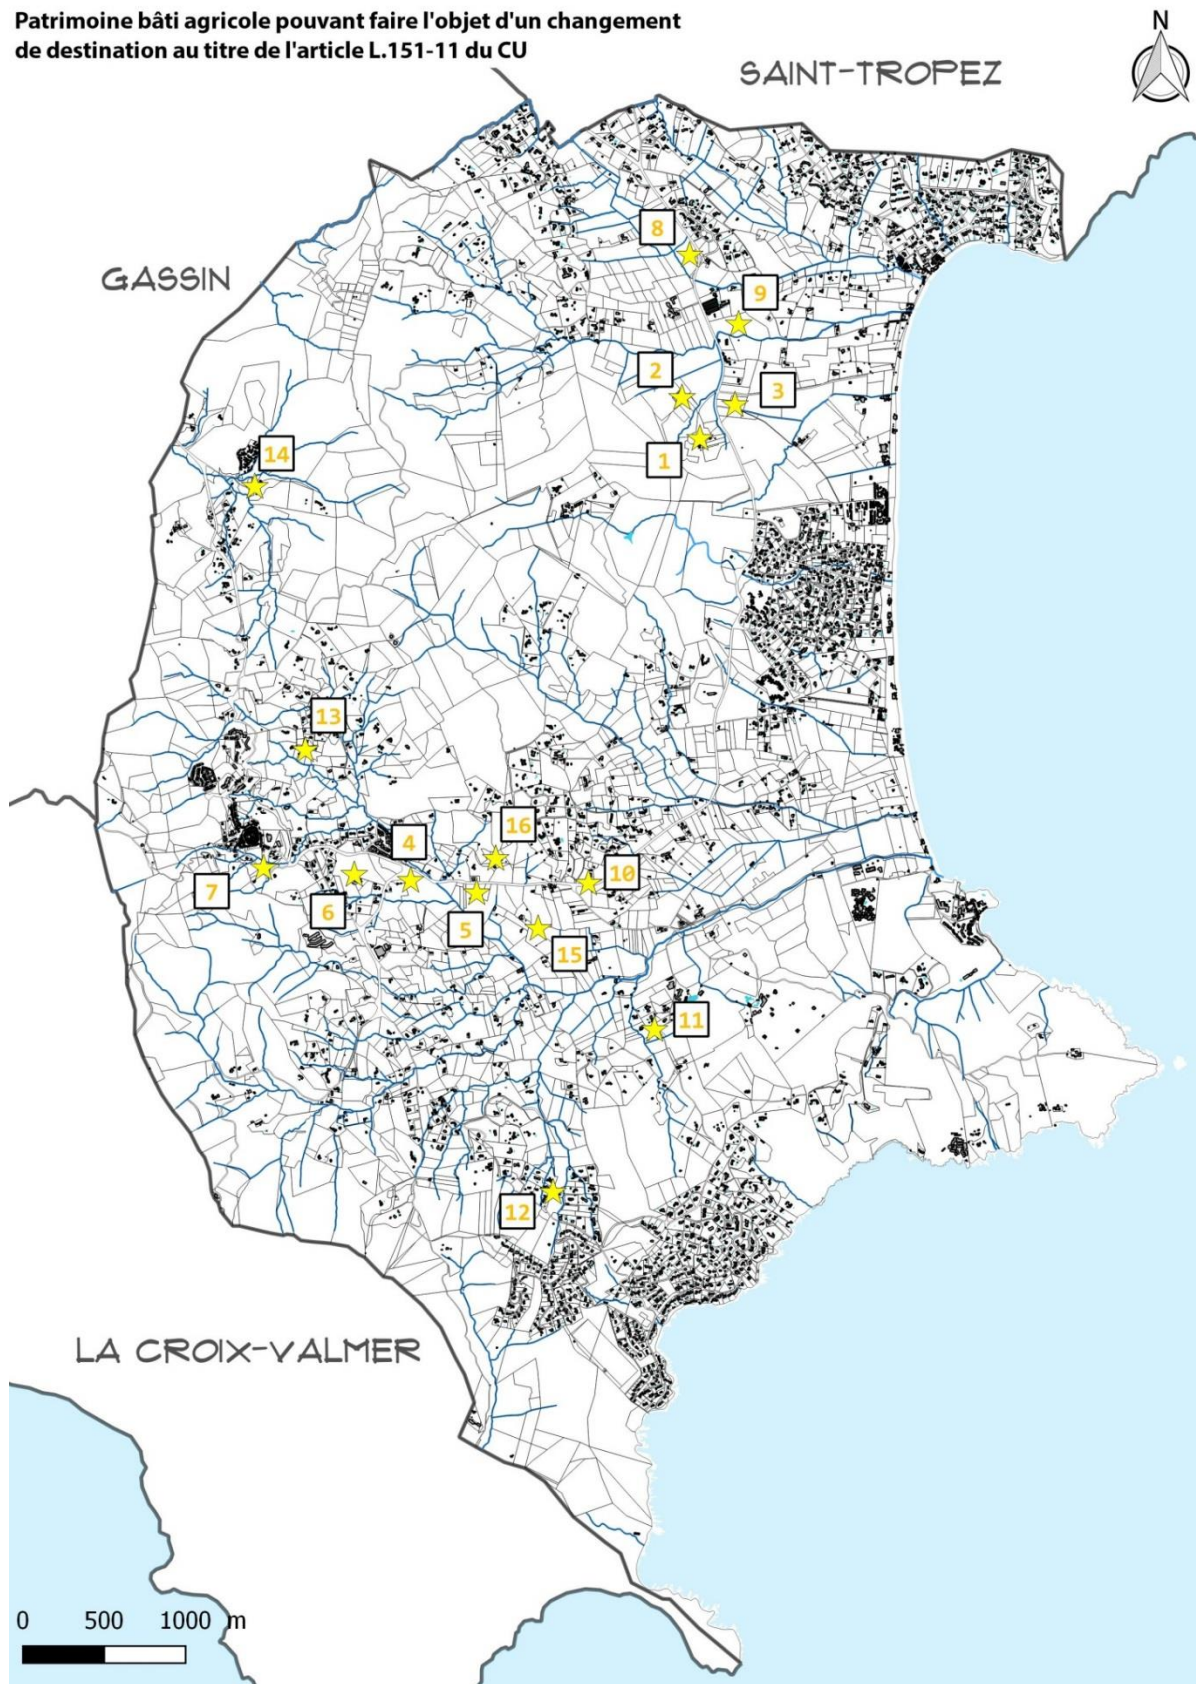 Patrimoine bâti agricole pouvant faire l'objet d'un changement
de destination au titre de l'article L.151-11 du CU
N
SAINT-TROPEZ
GASSIN
8
9
2
3
1
14
13
16
4
10
7
6
5
15
11
12
LA CROIX-VALMER
0 500 1000 m